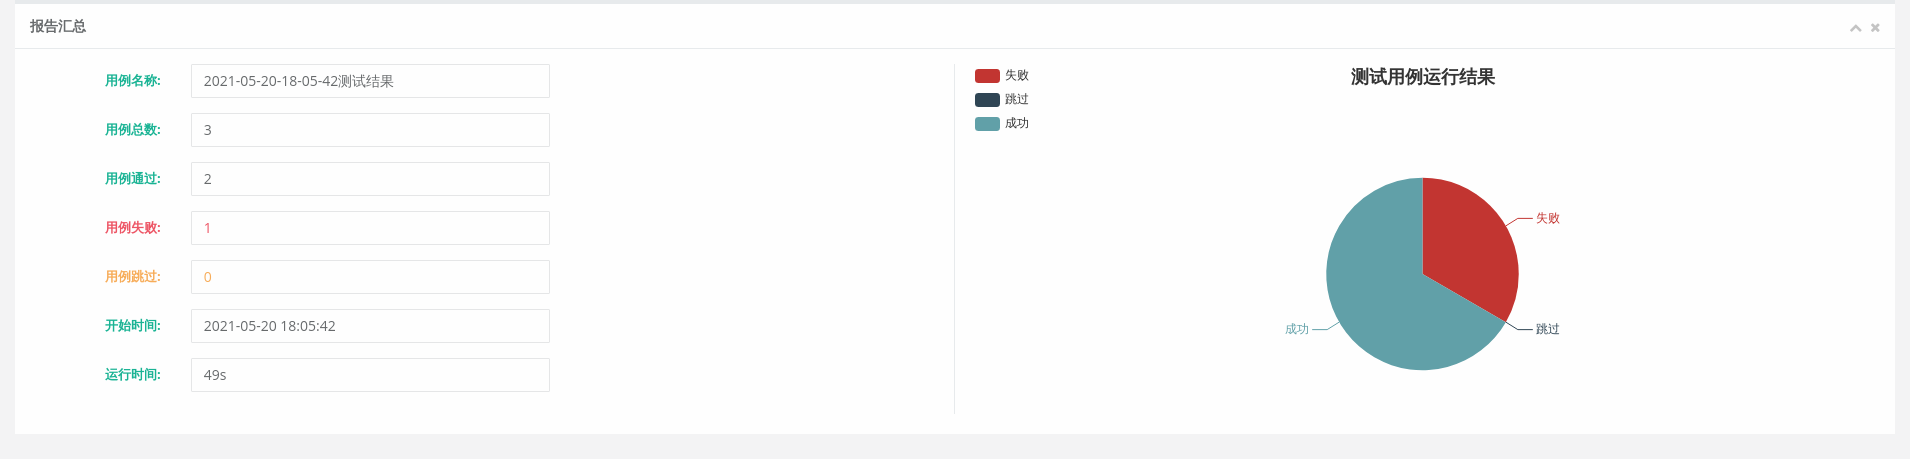 报告汇总
用例名称: 2021-05-20-18-05-42测试结果
用例总数: 3
用例通过: 2
用例失败: 1
用例跳过: 0
开始时间: 2021-05-20 18:05:42
运行时间: 49s
失败
跳过
成功
测试用例运行结果
失败
成功
跳过